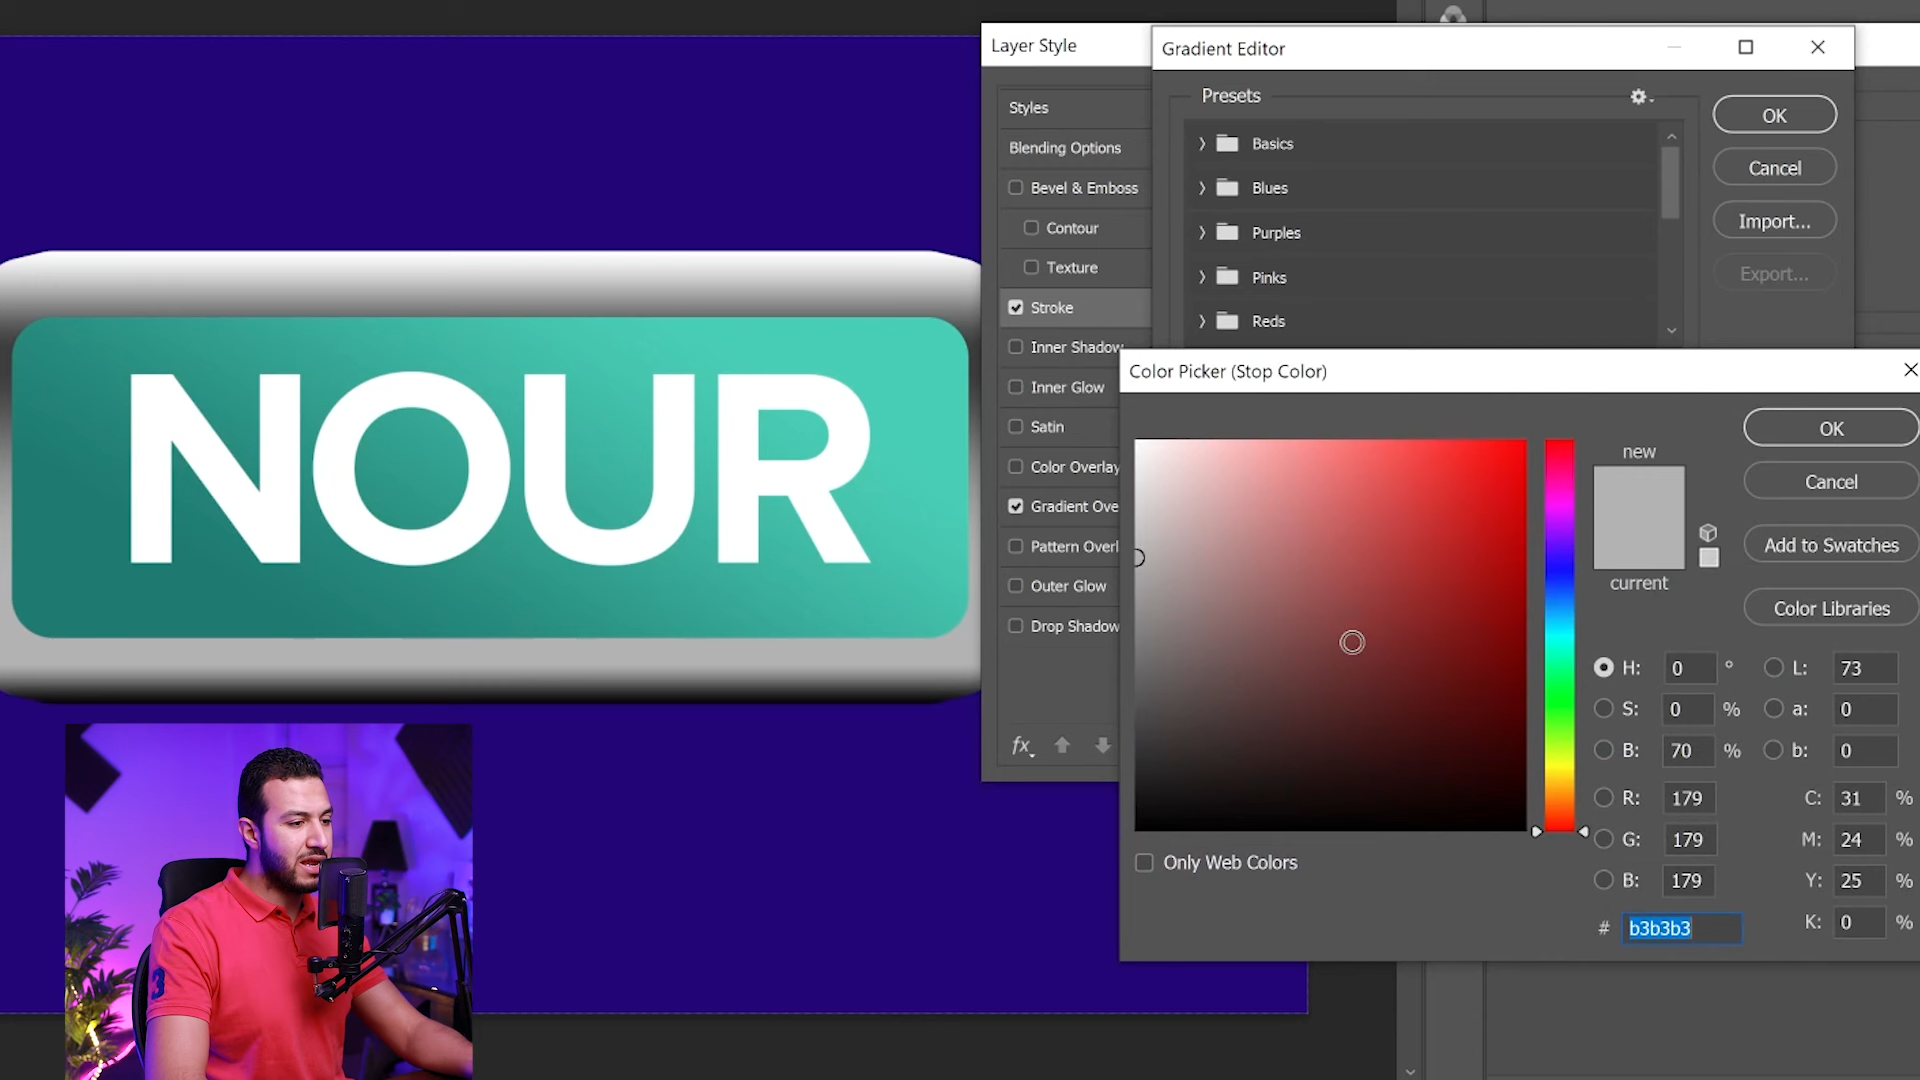 Layer Style
Styles
Blending Options
Bevel & Emboss
Contour
Texture
Stroke
Inner Shadow
Inner Glow
Satin
Color Overlay
Gradient Ove
Pattern Overl
Outer Glow
Drop Shadow
fx
Gradient Editor
Presets
Basics
Blues
Purples
Pinks
Reds
OK
Cancel
Import...
Export...
Color Picker (Stop Color)
new
current
OK
Cancel
Add to Swatches
Color Libraries
H: 0 °
S: 0 %
B: 70 %
R: 179
G: 179
B: 179
# b3b3b3
L: 73
a: 0
b: 0
C: 31 %
M: 24 %
Y: 25 %
K: 0 %
Only Web Colors
NOUR
3